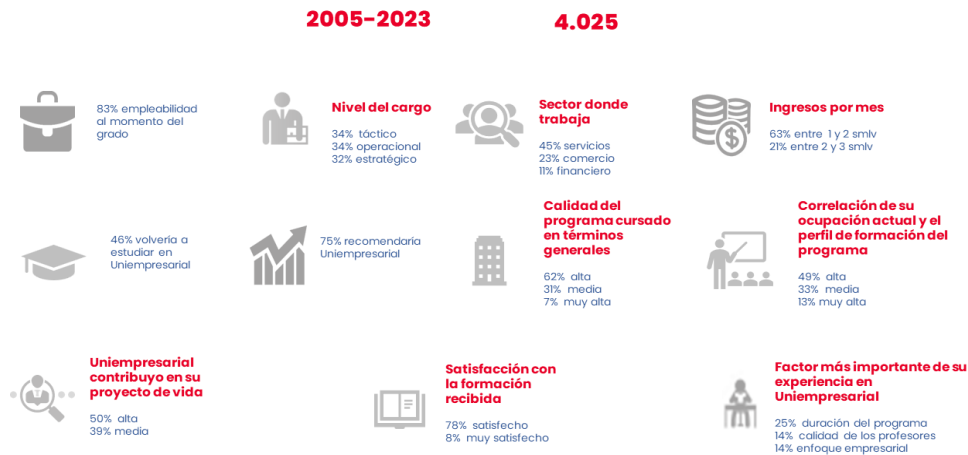 2005-2023
4.025
83% empleabilidad
al momento del
grado
Nivel del cargo
34% táctico
34% operacional
32% estratégico
Sector donde
trabaja
45% servicios
23% comercio
11% financiero
Ingresos por mes
63% entre 1 y 2 smlv
21% entre 2 y 3 smlv
46% volvería a
estudiar en
Uniempresarial
75% recomendaría
Uniempresarial
Calidad del
programa cursado
en términos
generales
62% alta
31% media
7% muy alta
Correlación de su
ocupación actual y el
perfil de formación del
programa
49% alta
33% media
13% muy alta
Uniempresarial
contribuyo en su
proyecto de vida
50% alta
39% media
Satisfacción con
la formación
recibida
78% satisfecho
8% muy satisfecho
Factor más importante de su
experiencia en
Uniempresarial
25% duración del programa
14% calidad de los profesores
14% enfoque empresarial